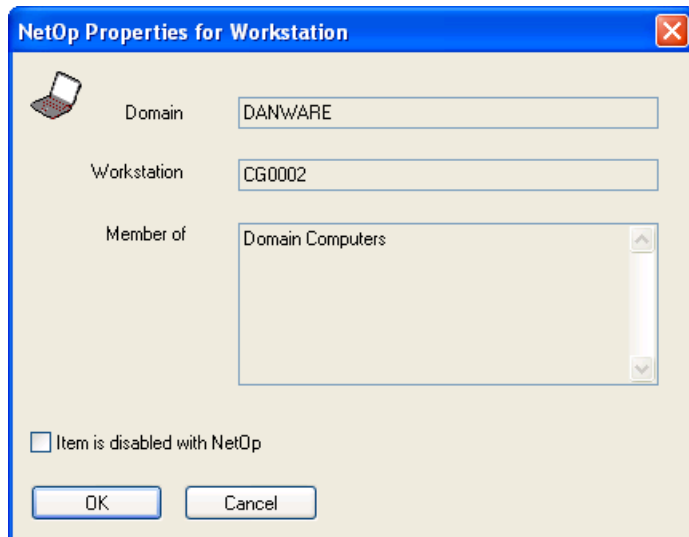 NetOp Properties for Workstation
Domain DANWARE
Workstation CG0002
Member of Domain Computers
Item is disabled with NetOp
OK Cancel